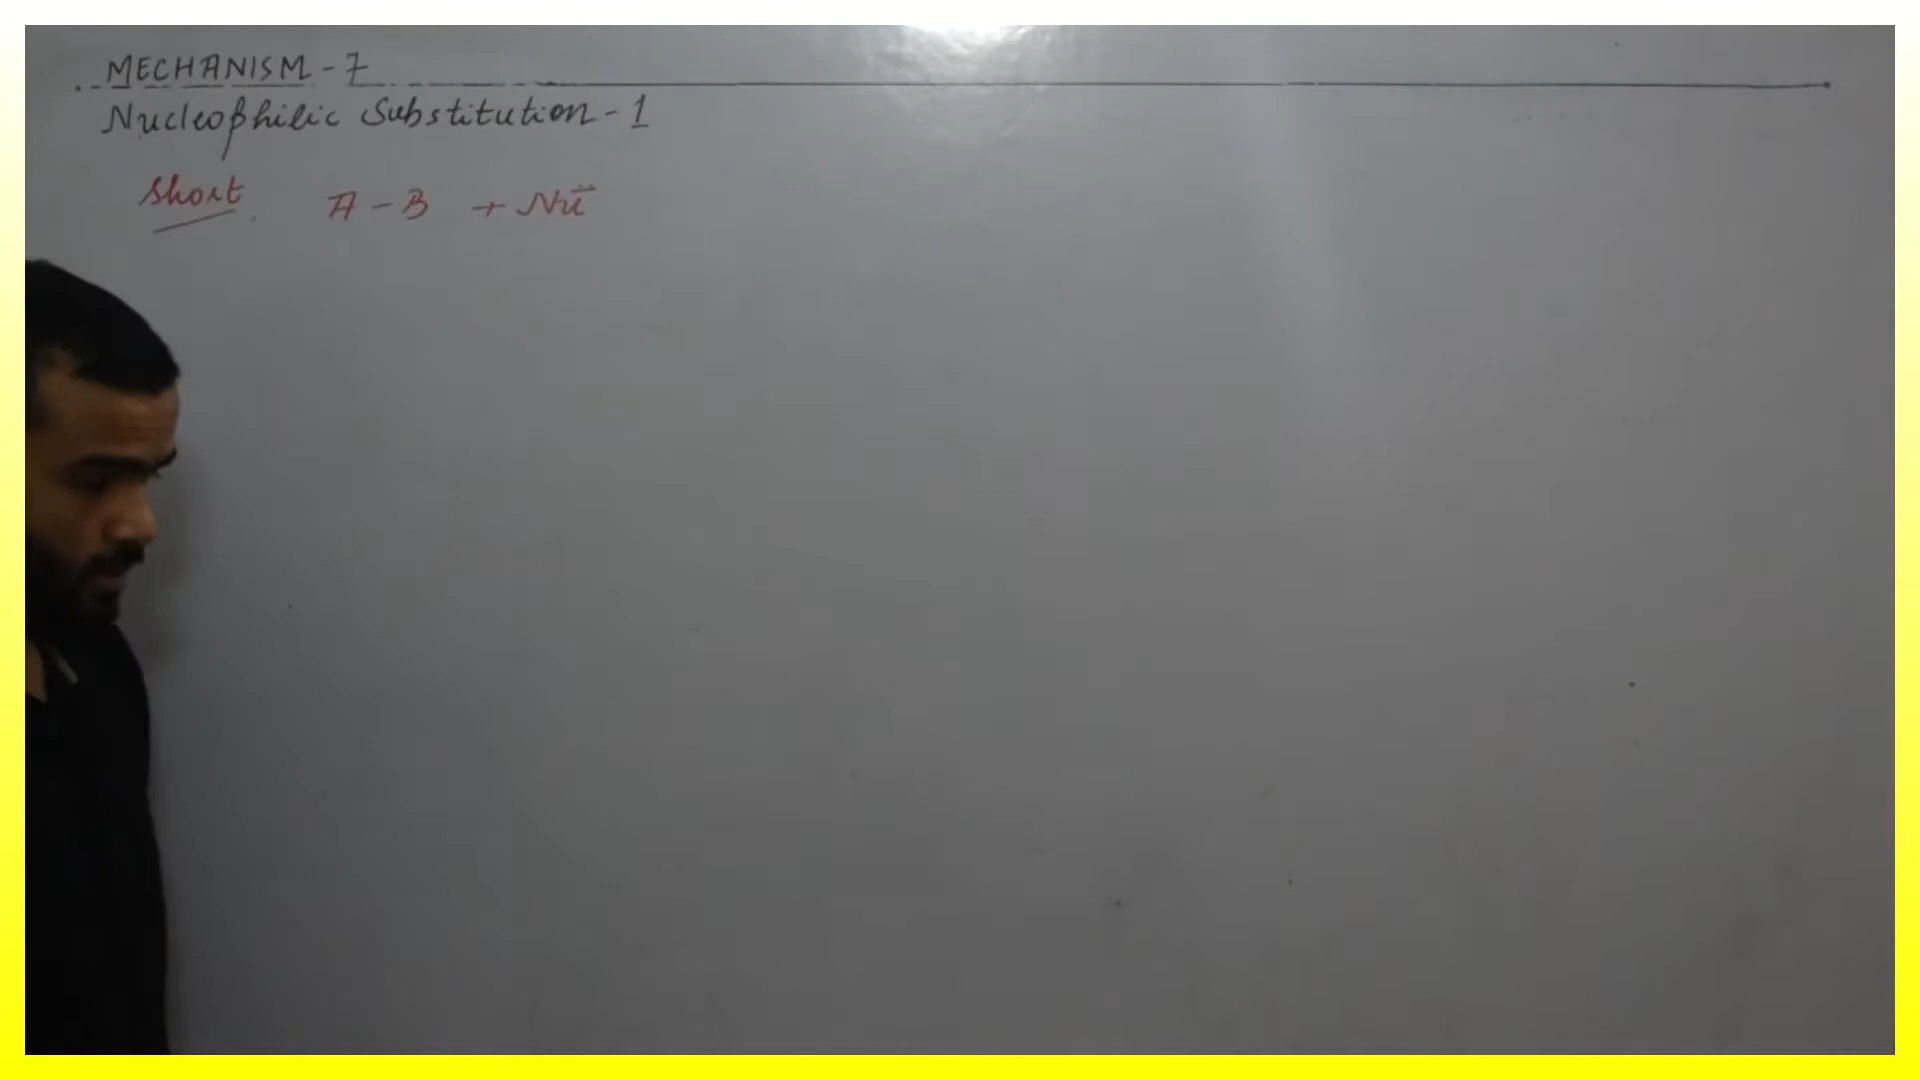 MECHANISM - 7
Nucleophilic Substitution - 1
Short A - B + Nu⁻